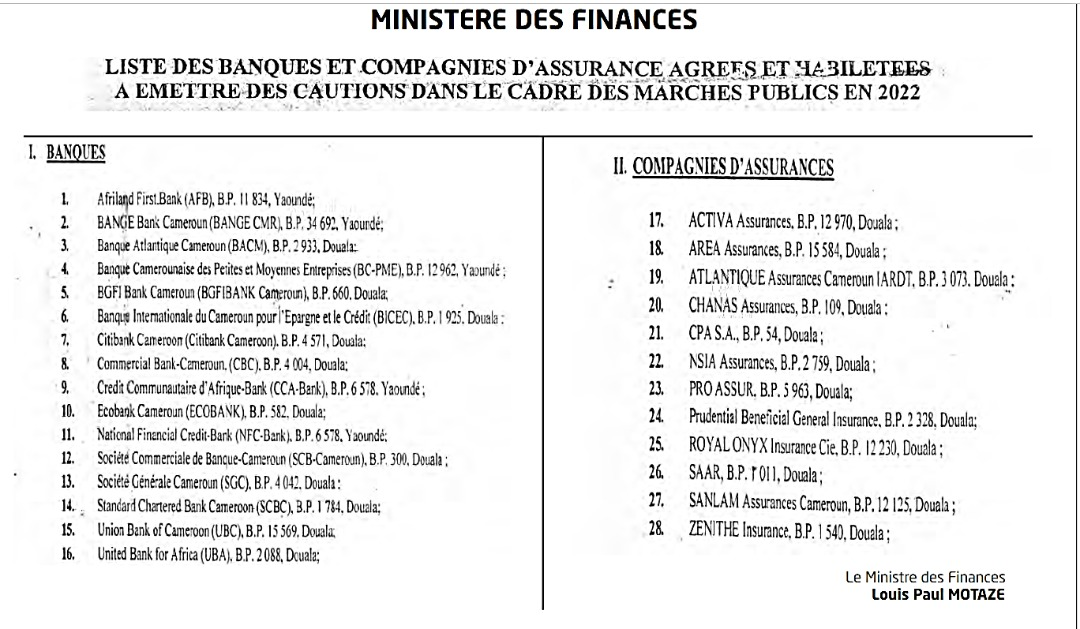 MINISTERE DES FINANCES
LISTE DES BANQUES ET COMPAGNIES D'ASSURANCE AGREES ET HABILETEES
A EMETTRE DES CAUTIONS DANS LE CADRE DES MARCHES PUBLICS EN 2022
I. BANQUES
1. Afriland First Bank (AFB), B.P. 11 834, Yaoundé;
2. BANGE Bank Cameroun (BANGE CMR), B.P. 34 692, Yaoundé;
3. Banque Atlantique Cameroun (BACM), B.P. 2 933, Douala;
4. Banque Camerounaise des Petites et Moyennes Entreprises (BC-PME), B.P. 12 962, Yaoundé ;
5. BGFI Bank Cameroun (BGFIBANK Cameroun), B.P. 660, Douala;
6. Banque Internationale du Cameroun pour l'Epargne et le Crédit (BICEC), B.P. 1 925, Douala ;
7. Citibank Cameroon (Citibank Cameroon), B.P. 4 571, Douala;
8. Commercial Bank-Cameroun, (CBC), B.P. 4 004, Douala;
9. Credit Communautaire d'Afrique-Bank (CCA-Bank), B.P. 6 578, Yaoundé ;
10. Ecobank Cameroun (ECOBANK), B.P. 582, Douala;
11. National Financial Credit-Bank (NFC-Bank), B.P. 6 578, Yaoundé;
12. Société Commerciale de Banque-Cameroun (SCB-Cameroun), B.P. 300, Douala ;
13. Société Générale Cameroun (SGC), B.P. 4 042, Douala :
14. Standard Chartered Bank Cameroon (SCBC), B.P. 1 784, Douala;
15. Union Bank of Cameroon (UBC), B.P. 15 569, Douala;
16. United Bank for Africa (UBA), B.P. 2 088, Douala;
II. COMPAGNIES D'ASSURANCES
17. ACTIVA Assurances, B.P. 12 970, Douala ;
18. AREA Assurances, B.P. 15 584, Douala ;
19. ATLANTIQUE Assurances Cameroun IARDT, B.P. 3 073, Douala ;
20. CHANAS Assurances, B.P. 109, Douala ;
21. CPA S.A., B.P. 54, Douala ;
22. NSIA Assurances, B.P. 2 759, Douala ;
23. PRO ASSUR, B.P. 5 963, Douala;
24. Prudential Beneficial General Insurance, B.P. 2 328, Douala;
25. ROYAL ONYX Insurance Cie, B.P. 12 230, Douala ;
26. SAAR, B.P. 1 011, Douala ;
27. SANLAM Assurances Cameroun, B.P. 12 125, Douala ;
28. ZENITHE Insurance, B.P. 1 540, Douala ;
Le Ministre des Finances
Louis Paul MOTAZE